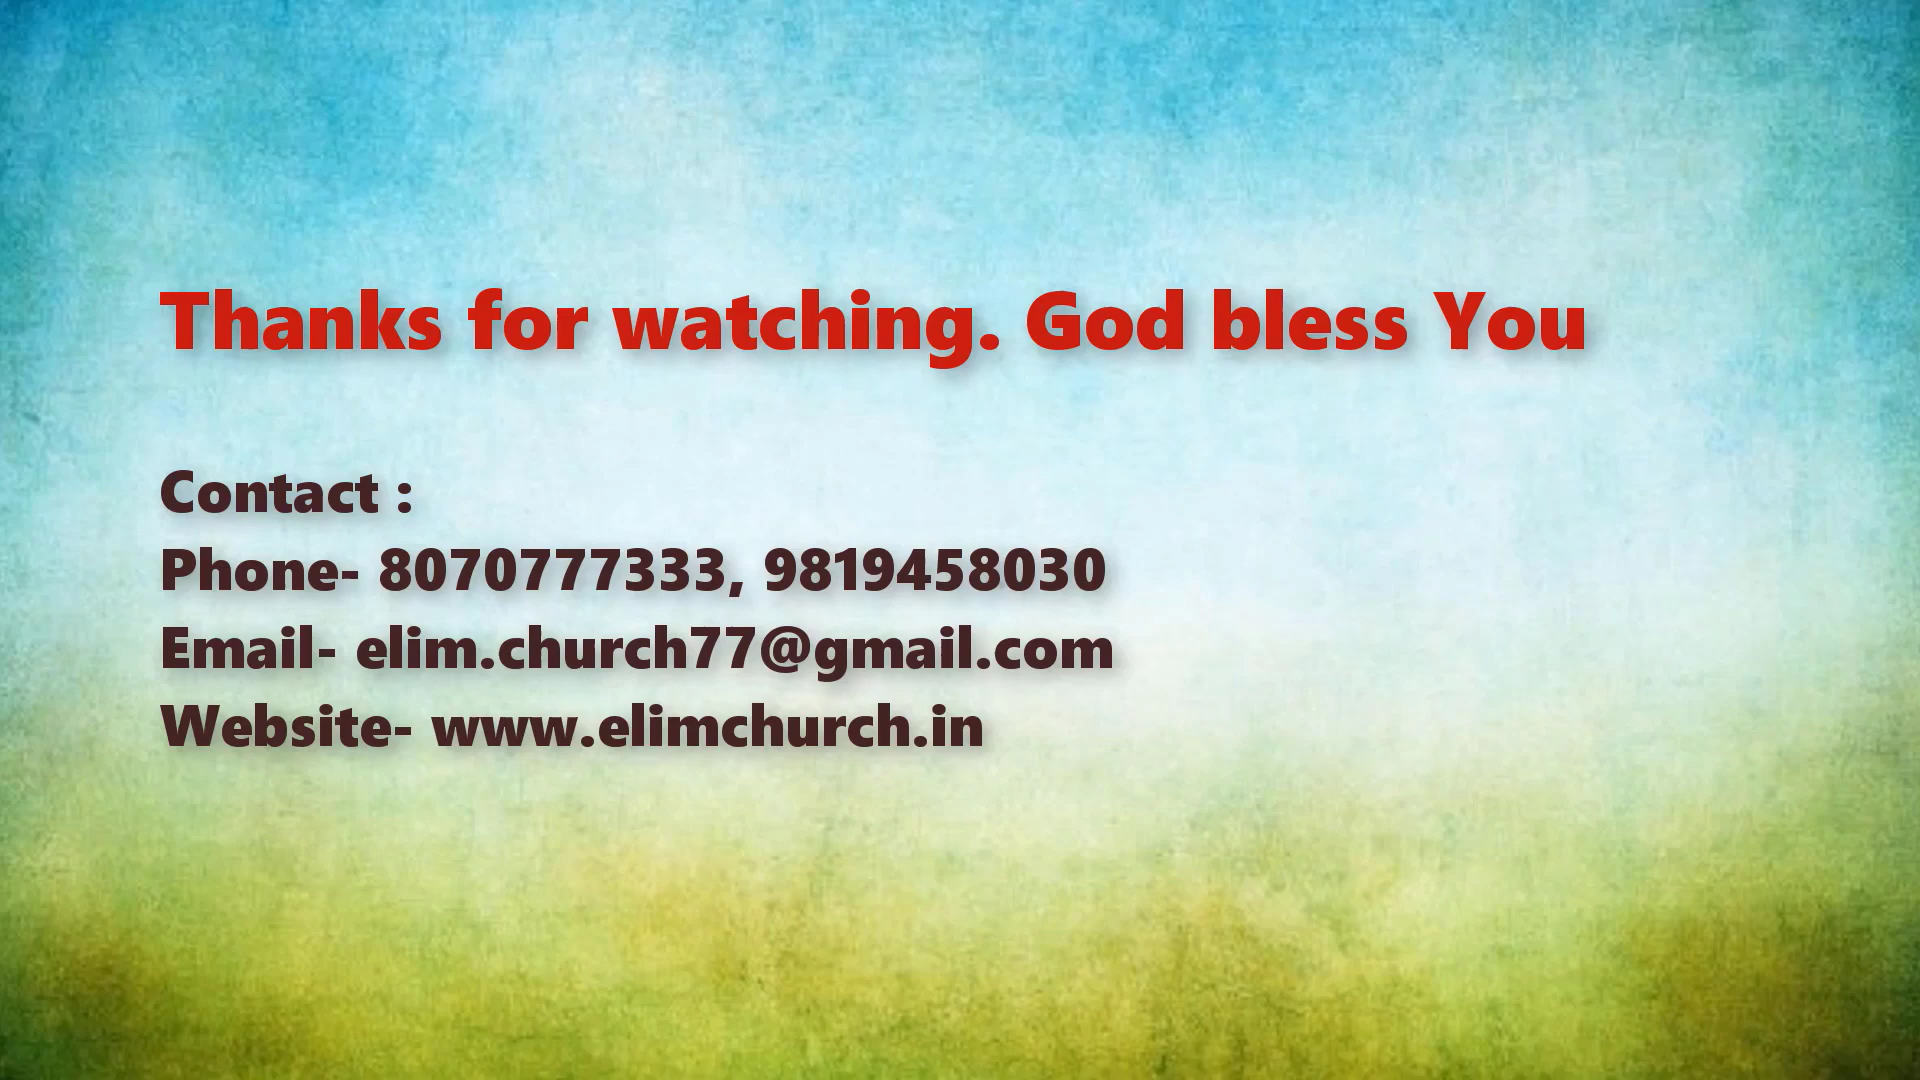 Thanks for watching. God bless You
Contact :
Phone- 8070777333, 9819458030
Email- elim.church77@gmail.com
Website- www.elimchurch.in